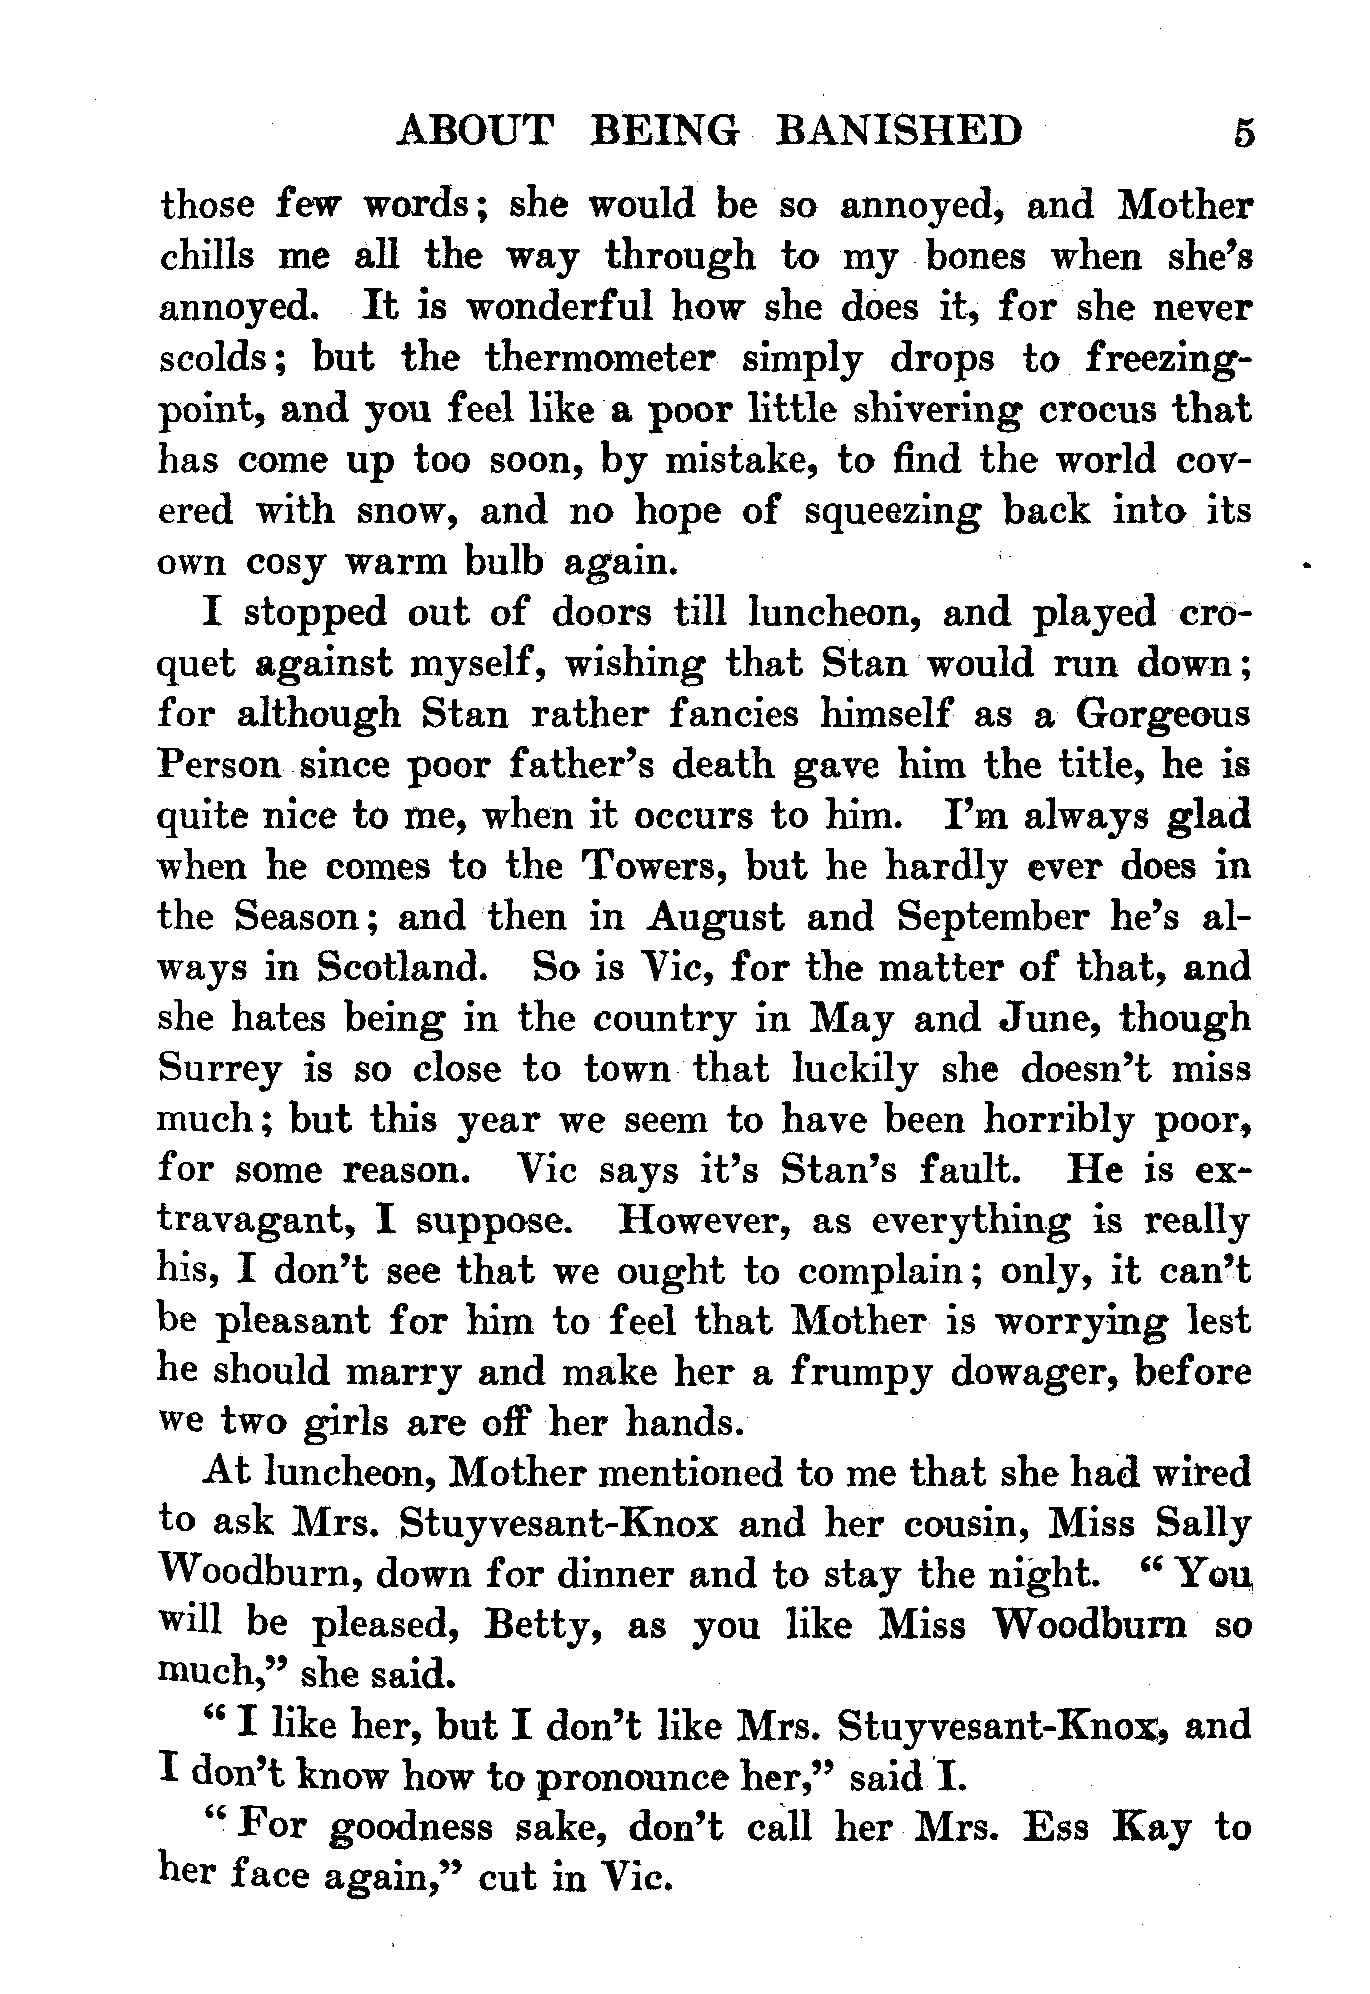 ABOUT BEING BANISHED 5
those few words; she would be so annoyed, and Mother
chills me all the way through to my bones when she's
annoyed. It is wonderful how she does it, for she never
scolds; but the thermometer simply drops to freezing-
point, and you feel like a poor little shivering crocus that
has come up too soon, by mistake, to find the world cov-
ered with snow, and no hope of squeezing back into its
own cosy warm bulb again.
I stopped out of doors till luncheon, and played cro-
quet against myself, wishing that Stan would run down;
for although Stan rather fancies himself as a Gorgeous
Person since poor father's death gave him the title, he is
quite nice to me, when it occurs to him. I'm always glad
when he comes to the Towers, but he hardly ever does in
the Season; and then in August and September he's al-
ways in Scotland. So is Vic, for the matter of that, and
she hates being in the country in May and June, though
Surrey is so close to town that luckily she doesn't miss
much; but this year we seem to have been horribly poor,
for some reason. Vic says it's Stan's fault. He is ex-
travagant, I suppose. However, as everything is really
his, I don't see that we ought to complain; only, it can't
be pleasant for him to feel that Mother is worrying lest
he should marry and make her a frumpy dowager, before
we two girls are off her hands.
At luncheon, Mother mentioned to me that she had wired
to ask Mrs. Stuyvesant-Knox and her cousin, Miss Sally
Woodburn, down for dinner and to stay the night. "You
will be pleased, Betty, as you like Miss Woodburn so
much," she said.
"I like her, but I don't like Mrs. Stuyvesant-Knox, and
I don't know how to pronounce her," said I.
"For goodness sake, don't call her Mrs. Ess Kay to
her face again," cut in Vic.